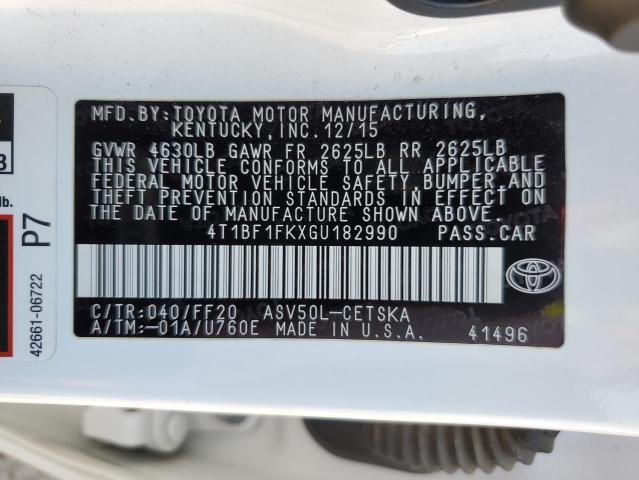 MFD.BY:TOYOTA MOTOR MANUFACTURING,
KENTUCKY,INC.12/15
GVWR 4630LB GAWR FR 2625LB RR 2625LB
THIS VEHICLE CONFORMS TO ALL APPLICABLE
FEDERAL MOTOR VEHICLE SAFETY,BUMPER,AND
THEFT PREVENTION STANDARDS IN EFFECT ON
THE DATE OF MANUFACTURE SHOWN ABOVE.
4T1BF1FKXGU182990 PASS.CAR
C/TR:040/FF20 ASV50L-CETSKA
A/TM:-01A/U760E MADE IN U.S.A. 41496
TOYOTA
3
lb.
P7
42661-06722